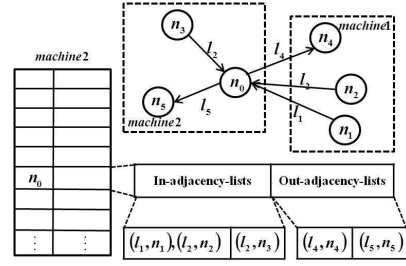 machine2
n₃
l₂
l₄
machine1
n₄
n₀
l₂
n₂
n₅
l₅
machine2
l₁
n₁
n₀
In-adjacency-lists
Out-adjacency-lists
(l₁,n₁),(l₂,n₂)
(l₂,n₃)
(l₄,n₄)
(l₅,n₅)
⋮ ⋮